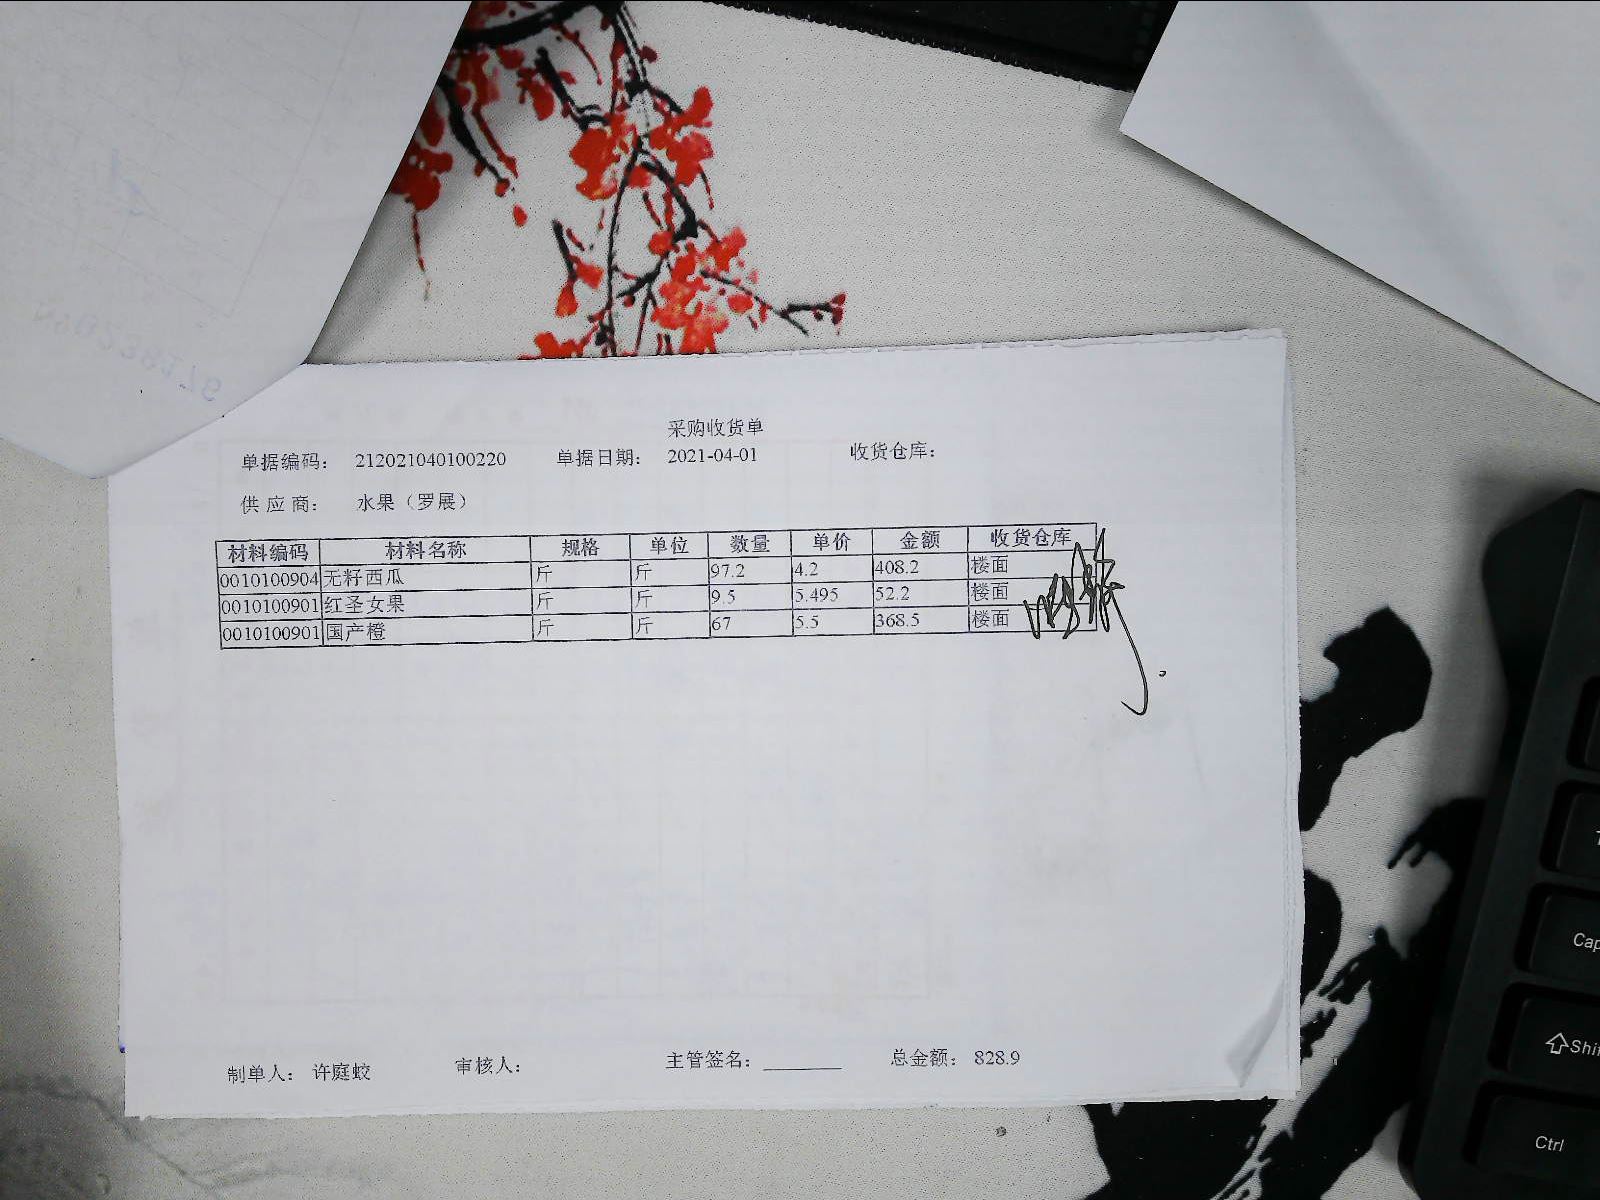 采购收货单
单据编码： 212021040100220 单据日期： 2021-04-01 收货仓库：
供 应 商： 水果（罗展）
材料编码 材料名称 规格 单位 数量 单价 金额 收货仓库
0010100904 无籽西瓜 斤 斤 97.2 4.2 408.2 楼面
0010100901 红圣女果 斤 斤 9.5 5.495 52.2 楼面
0010100901 国产橙 斤 斤 67 5.5 368.5 楼面
制单人： 许庭蛟 审核人： 主管签名： 总金额： 828.9
Cap
Shif
Ctrl